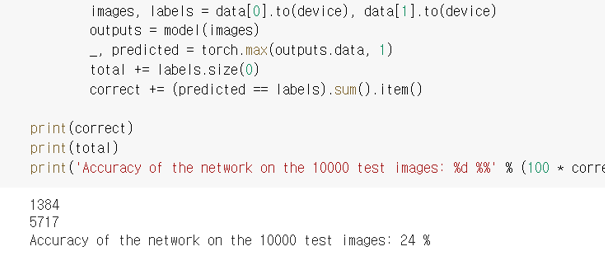 images, labels = data[0].to(device), data[1].to(device)
outputs = model(images)
_, predicted = torch.max(outputs.data, 1)
total += labels.size(0)
correct += (predicted == labels).sum().item()
print(correct)
print(total)
print('Accuracy of the network on the 10000 test images: %d %%' % (100 * corre
1384
5717
Accuracy of the network on the 10000 test images: 24 %